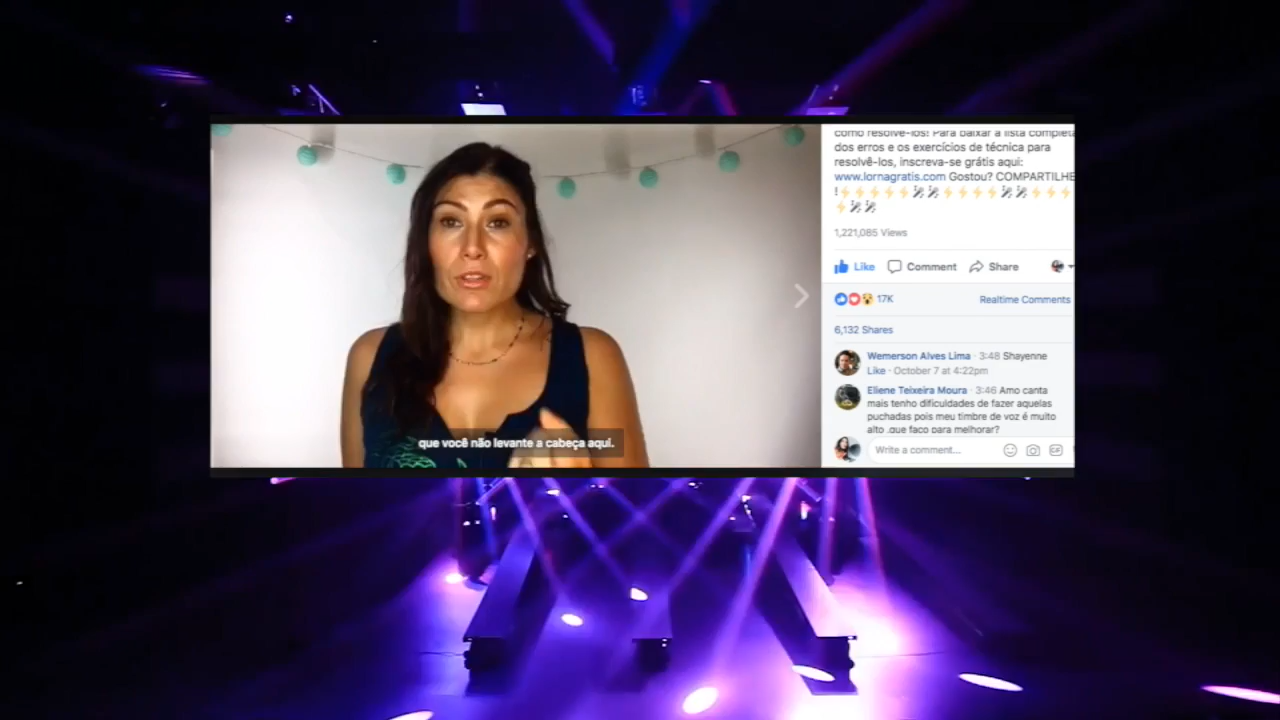 como resolvê-los! Para baixar a lista completa
dos erros e os exercícios de técnica para
resolvê-los, inscreva-se grátis aqui:
www.lornagratis.com Gostou? COMPARTILHE
!⚡⚡⚡⚡⚡🎤🎤⚡⚡⚡⚡🎤🎤⚡⚡⚡
⚡🎤🎤
1,221,085 Views
Like Comment Share
17K Realtime Comments
6,132 Shares
Wemerson Alves Lima · 3:48 Shayenne
Like · October 7 at 4:22pm
Eliene Teixeira Moura · 3:46 Amo canta
mais tenho dificuldades de fazer aquelas
puchadas pois meu timbre de voz é muito
alto .que faço para melhorar?
Write a comment...
GIF
que você não levante a cabeça aqui.